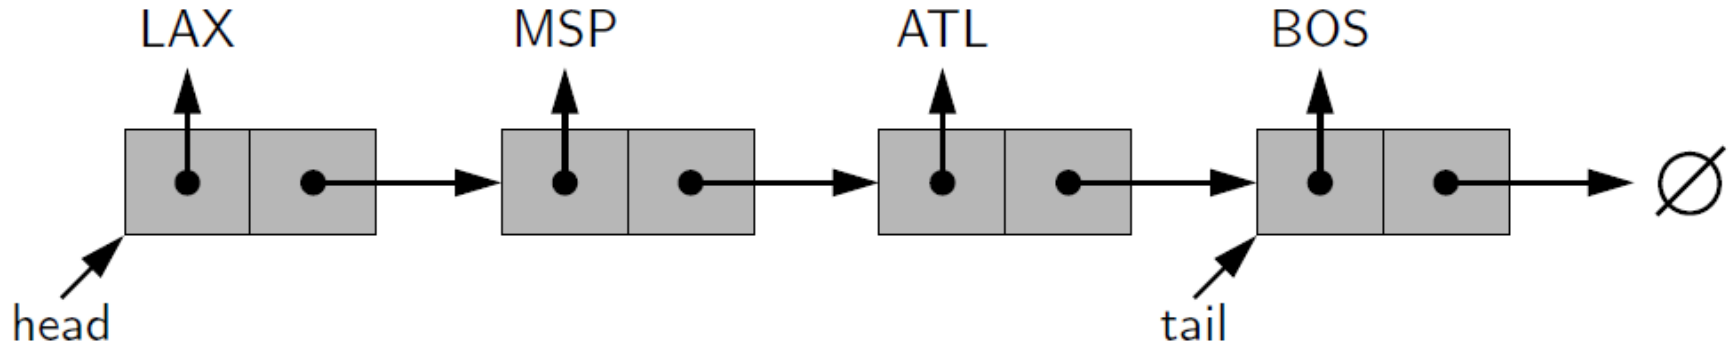 LAX MSP ATL BOS
∅
head tail